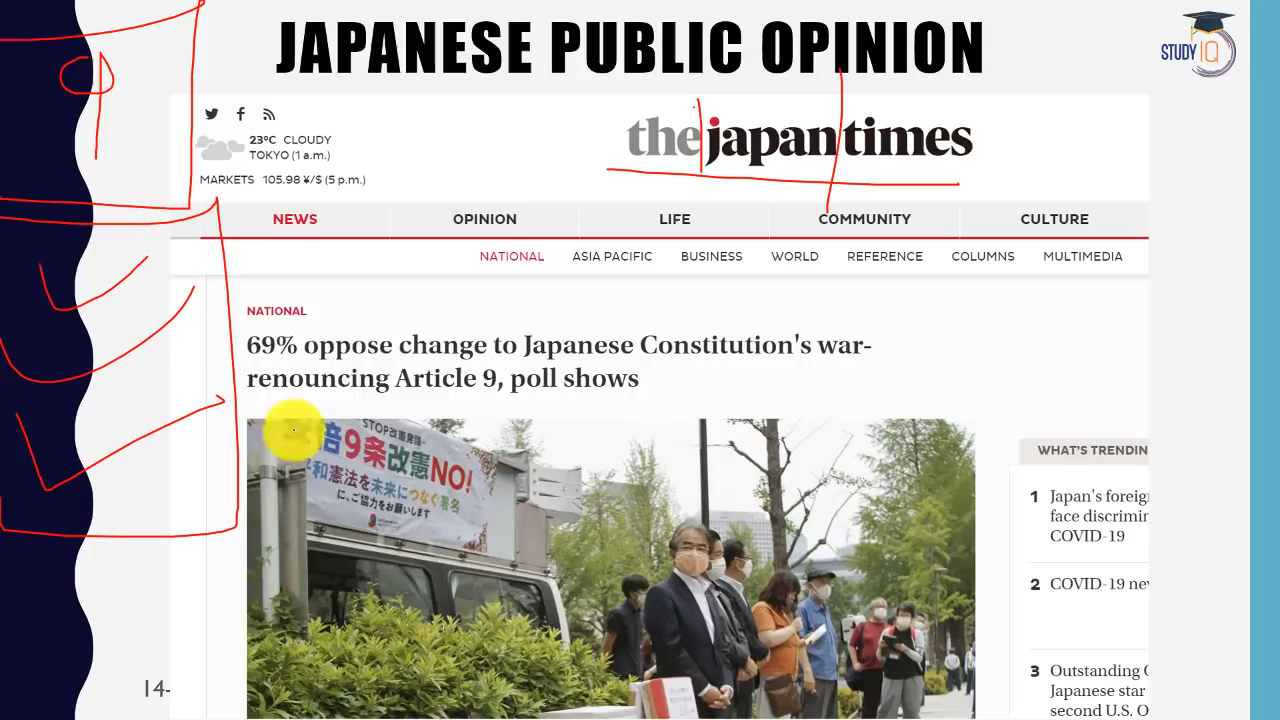 JAPANESE PUBLIC OPINION
STUDY IQ
the japan times
23°C CLOUDY
TOKYO (1 a.m.)
MARKETS 105.98 ¥/$ (5 p.m.)
NEWS OPINION LIFE COMMUNITY CULTURE
NATIONAL ASIA PACIFIC BUSINESS WORLD REFERENCE COLUMNS MULTIMEDIA
NATIONAL
69% oppose change to Japanese Constitution's war-
renouncing Article 9, poll shows
STOP改憲発議
倍9条改憲NO!
和憲法を未来につなぐ署名
に、ご協力をお願いします
WHAT'S TRENDIN
1 Japan's foreig
face discrimin
COVID-19
2 COVID-19 ne
3 Outstanding
Japanese star
second U.S. O
14-